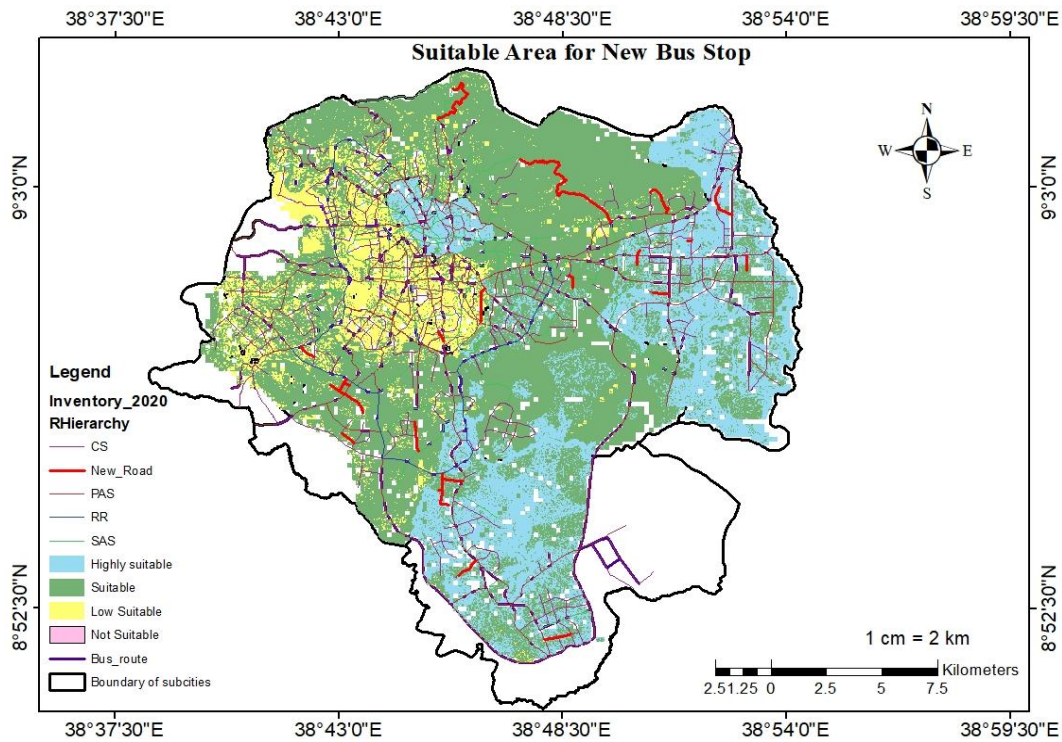 38°37'30"E 38°43'0"E 38°48'30"E 38°54'0"E 38°59'30"E
Suitable Area for New Bus Stop
N
W E
S
9°3'0"N 9°3'0"N
Legend
Inventory_2020
RHierarchy
CS
New_Road
PAS
RR
SAS
Highly suitable
Suitable
Low Suitable
Not Suitable
Bus_route
Boundary of subcities
8°52'30"N 8°52'30"N
1 cm = 2 km
Kilometers
2.51.25 0 2.5 5 7.5
38°37'30"E 38°43'0"E 38°48'30"E 38°54'0"E 38°59'30"E